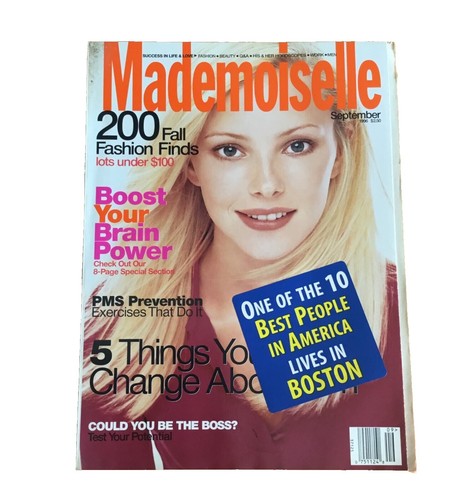 SUCCESS IN LIFE & LOVE • FASHION • BEAUTY • Q&A • HIS & HER HOROSCOPES • WORK • MEN
Mademoiselle
September
200 Fall
Fashion Finds
lots under $100
Boost
Your
Brain
Power
Check Out Our
8-Page Special Section
PMS Prevention
Exercises That Do It
ONE OF THE 10
BEST PEOPLE
IN AMERICA
LIVES IN
BOSTON
5 Things You
Change
COULD YOU BE THE BOSS?
Test Your Potential